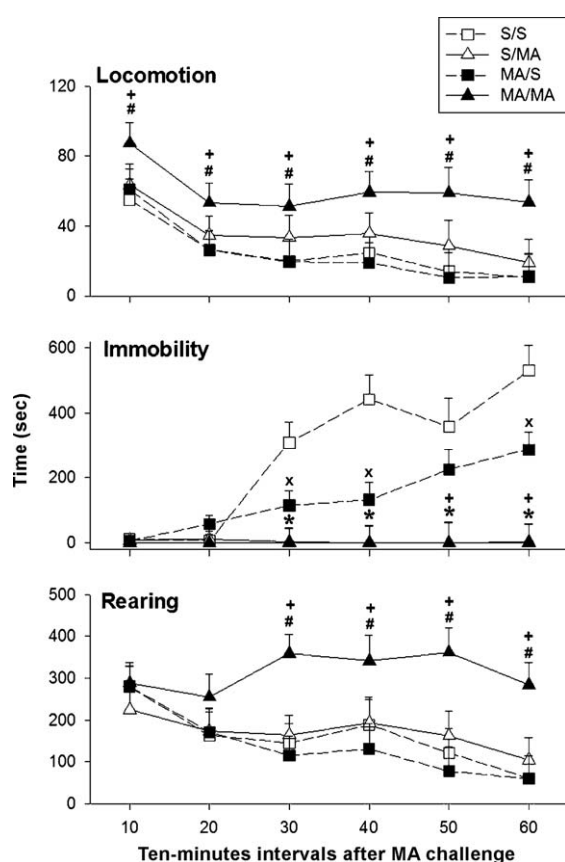 S/S
S/MA
MA/S
MA/MA
Locomotion
120
80
40
0
+ + + + + +
# # # # # #
Immobility
600
400
200
0
x x x
+ +
* * * *
Time (sec)
Rearing
500
400
300
200
100
0
+ + + +
# # # #
10 20 30 40 50 60
Ten-minutes intervals after MA challenge